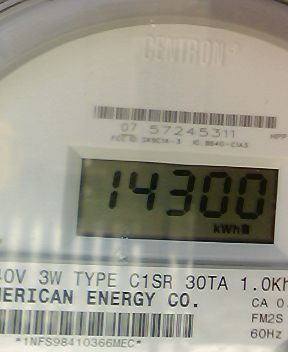 CENTRON®
07 57245311
14300
kWh
40V 3W TYPE C1SR 30TA 1.0Kh
MERICAN ENERGY CO.
CA 0.
FM2S
60Hz
*1NFS98410366MEC*